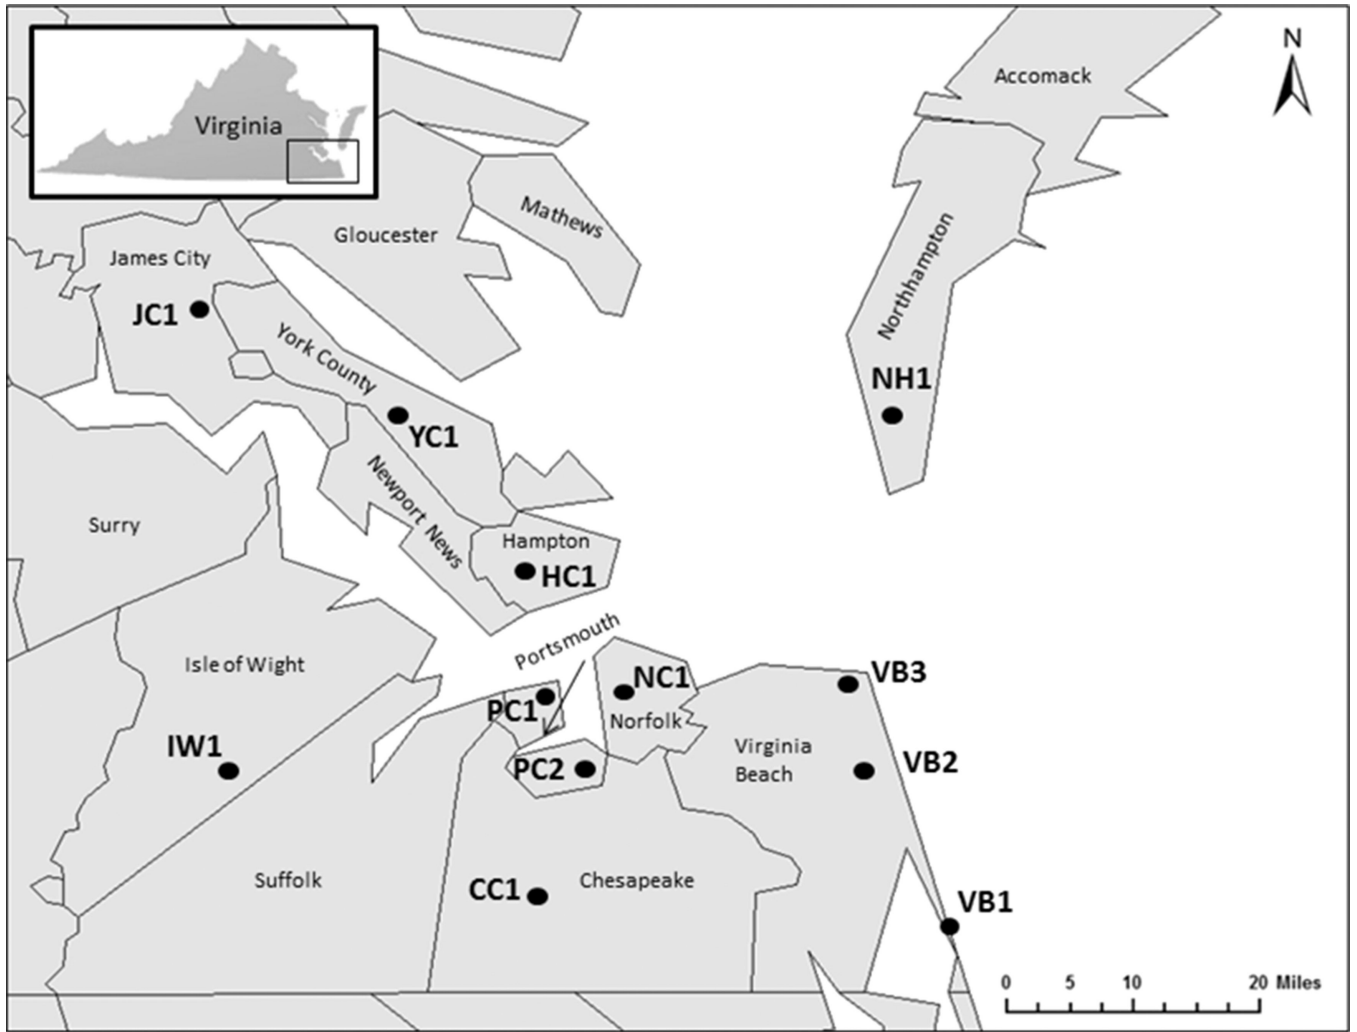 N
Accomack
Virginia
Mathews
Gloucester
James City
Northhampton
JC1
York County
NH1
YC1
Newport News
Surry
Hampton
HC1
Portsmouth
Isle of Wight
NC1
VB3
PC1
Norfolk
IW1
Virginia
Beach
VB2
PC2
Suffolk
CC1
Chesapeake
VB1
0 5 10 20 Miles